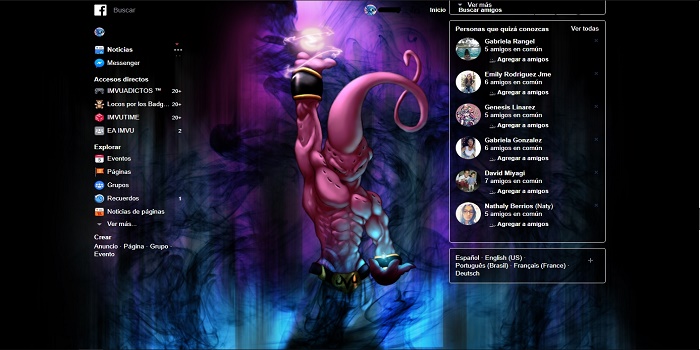 f
Buscar
Inicio
Buscar amigos
Ver más
Noticias
Messenger
Accesos directos
IMVUADICTOS ™ 20+
Locos por los Badg... 20+
IMVUTIME 20+
EA IMVU 2
Explorar
Eventos
Páginas
Grupos
Recuerdos 1
Noticias de páginas
Ver más...
Crear
Anuncio · Página · Grupo ·
Evento
Personas que quizá conozcas Ver todas
Gabriela Rangel
5 amigos en común
Agregar a amigos
Emily Rodriguez Jme
6 amigos en común
Agregar a amigos
Genesis Linarez
5 amigos en común
Agregar a amigos
Gabriela Gonzalez
6 amigos en común
Agregar a amigos
David Miyagi
7 amigos en común
Agregar a amigos
Nathaly Berrios (Naty)
5 amigos en común
Agregar a amigos
Español · English (US) ·
Português (Brasil) · Français (France) ·
Deutsch